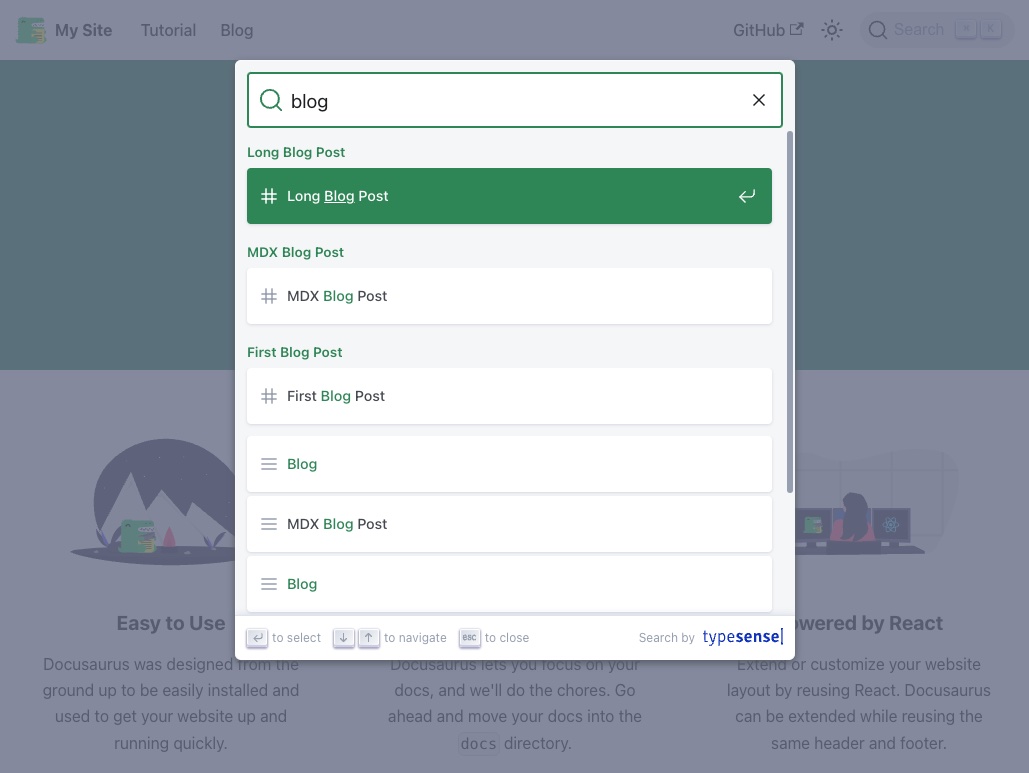 My Site Tutorial Blog GitHub Search K
blog
Long Blog Post
Long Blog Post
MDX Blog Post
MDX Blog Post
First Blog Post
First Blog Post
Blog
MDX Blog Post
Blog
to select to navigate esc to close Search by typesense
Easy to Use
Docusaurus was designed from the
ground up to be easily installed and
used to get your website up and
running quickly.
Docusaurus lets you focus on your
docs, and we'll do the chores. Go
ahead and move your docs into the
docs directory.
owered by React
Extend or customize your website
layout by reusing React. Docusaurus
can be extended while reusing the
same header and footer.